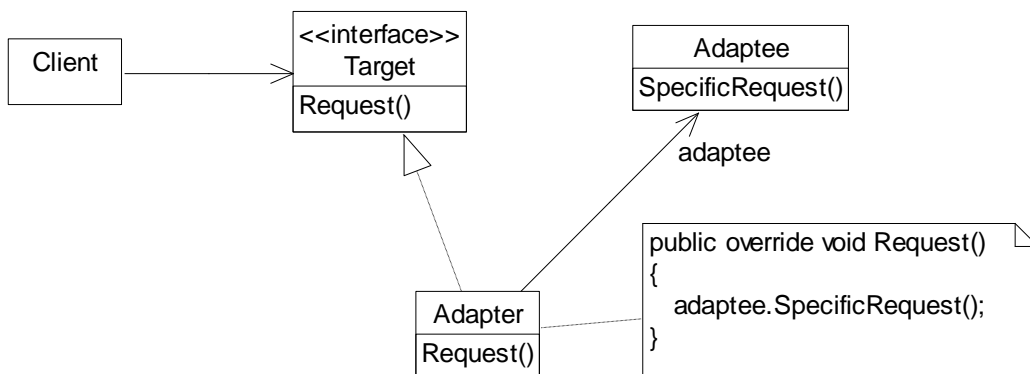 Client
<<interface>>
Target
Request()
Adaptee
SpecificRequest()
adaptee
Adapter
Request()
public override void Request()
{
adaptee.SpecificRequest();
}